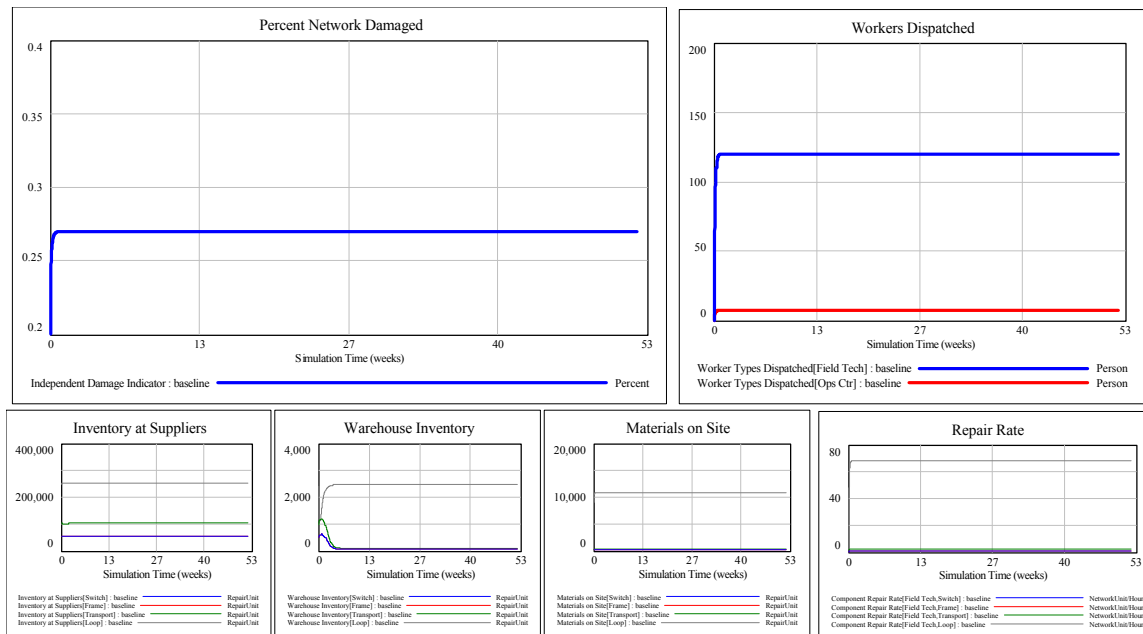 Percent Network Damaged
0.4
0.35
0.3
0.25
0.2
0 13 27 40 53
Simulation Time (weeks)
Independent Damage Indicator : baseline Percent
Workers Dispatched
200
150
100
50
0
0 13 27 40 53
Simulation Time (weeks)
Worker Types Dispatched[Field Tech] : baseline Person
Worker Types Dispatched[Ops Ctr] : baseline Person
Inventory at Suppliers
400,000
200,000
0
0 13 27 40 53
Simulation Time (weeks)
Inventory at Suppliers[Switch] : baseline RepairUnit
Inventory at Suppliers[Frame] : baseline RepairUnit
Inventory at Suppliers[Transport] : baseline RepairUnit
Inventory at Suppliers[Loop] : baseline RepairUnit
Warehouse Inventory
4,000
2,000
0
0 13 27 40 53
Simulation Time (weeks)
Warehouse Inventory[Switch] : baseline RepairUnit
Warehouse Inventory[Frame] : baseline RepairUnit
Warehouse Inventory[Transport] : baseline RepairUnit
Warehouse Inventory[Loop] : baseline RepairUnit
Materials on Site
20,000
10,000
0
0 13 27 40 53
Simulation Time (weeks)
Materials on Site[Switch] : baseline RepairUnit
Materials on Site[Frame] : baseline RepairUnit
Materials on Site[Transport] : baseline RepairUnit
Materials on Site[Loop] : baseline RepairUnit
Repair Rate
80
40
0
0 13 27 40 53
Simulation Time (weeks)
Component Repair Rate[Field Tech,Switch] : baseline NetworkUnit/Hour
Component Repair Rate[Field Tech,Frame] : baseline NetworkUnit/Hour
Component Repair Rate[Field Tech,Transport] : baseline NetworkUnit/Hour
Component Repair Rate[Field Tech,Loop] : baseline NetworkUnit/Hour